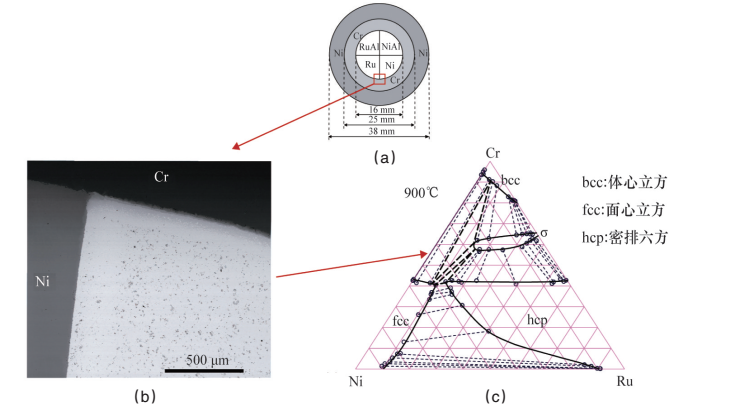 Cr
RuAl NiAl
Ni
Ni
Ru
Ni
Cr
16 mm
25 mm
38 mm
(a)
Cr
Ni
500 μm
(b)
Cr
900℃
bcc
σ
fcc
hcp
Ni
Ru
(c)
bcc:体心立方
fcc:面心立方
hcp:密排六方